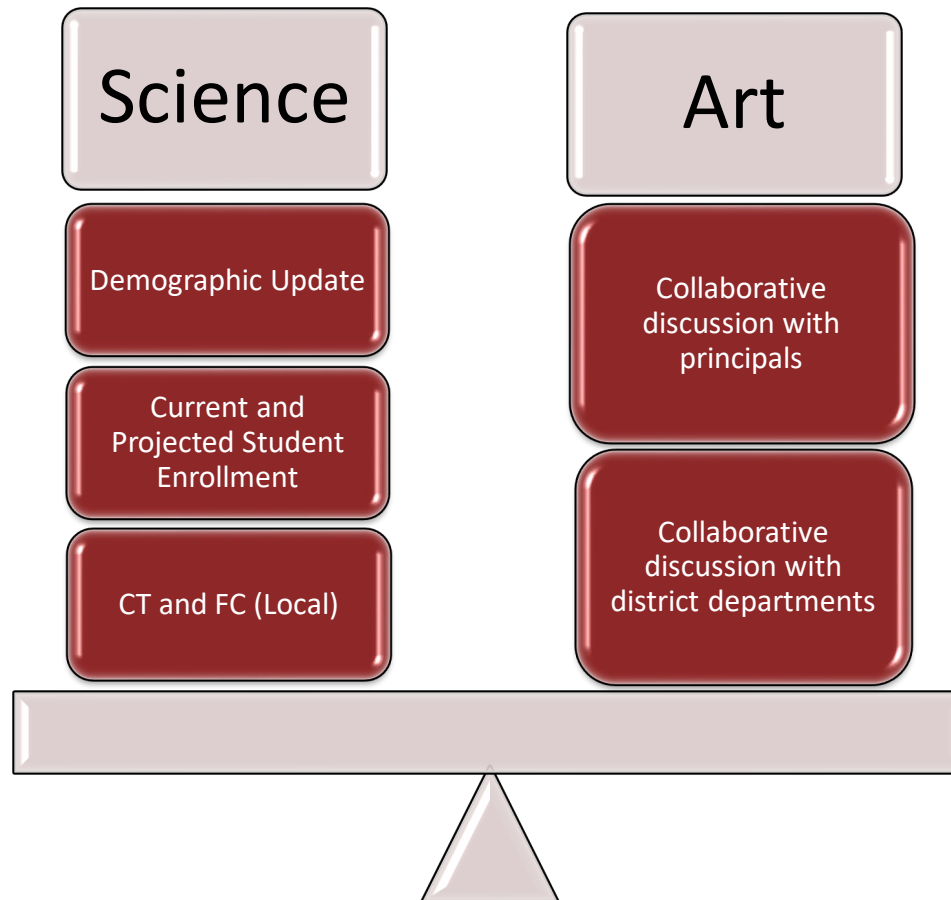 Science
Demographic Update
Current and
Projected Student
Enrollment
CT and FC (Local)
Art
Collaborative
discussion with
principals
Collaborative
discussion with
district departments